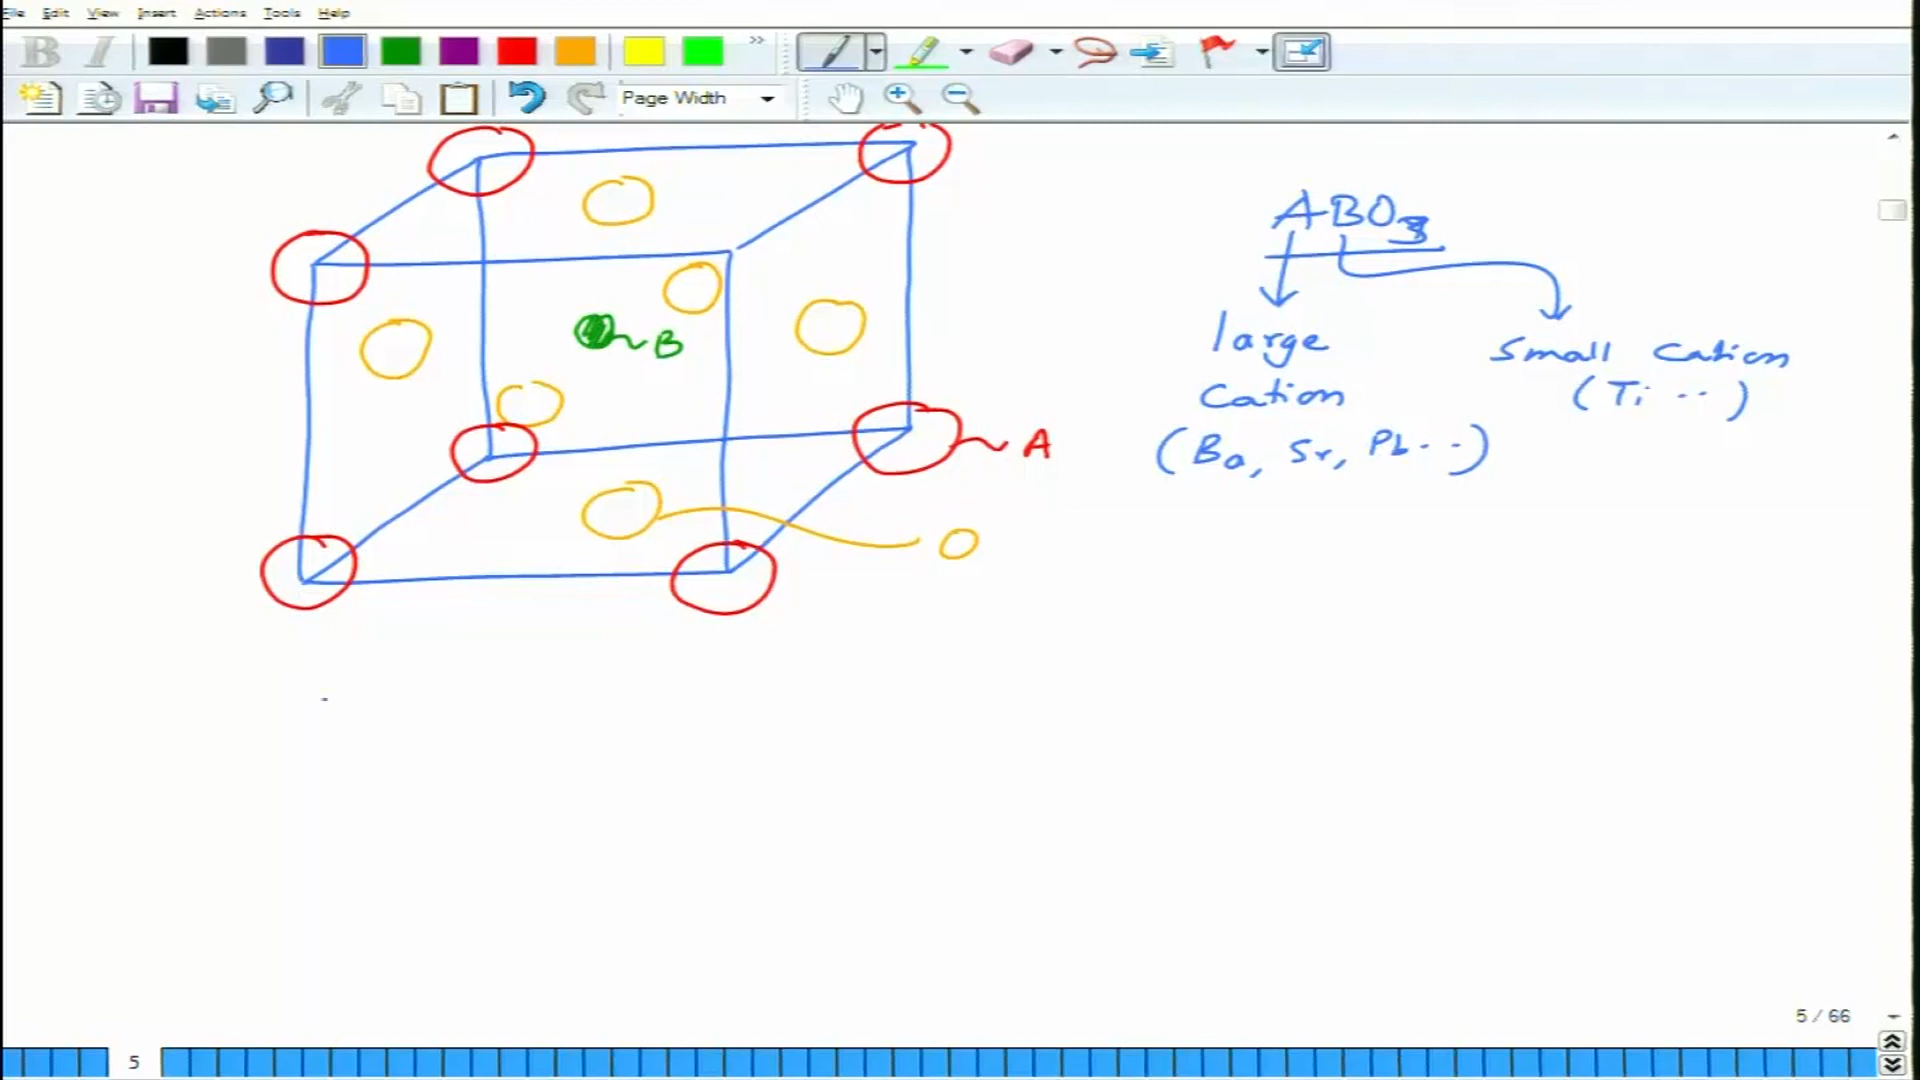 File Edit View Insert Actions Tools Help
B I
Page Width
ABO3
large
Cation
(Ba, Sr, Pb...)
Small Cation
(Ti ..)
B
A
O
5 / 66
5